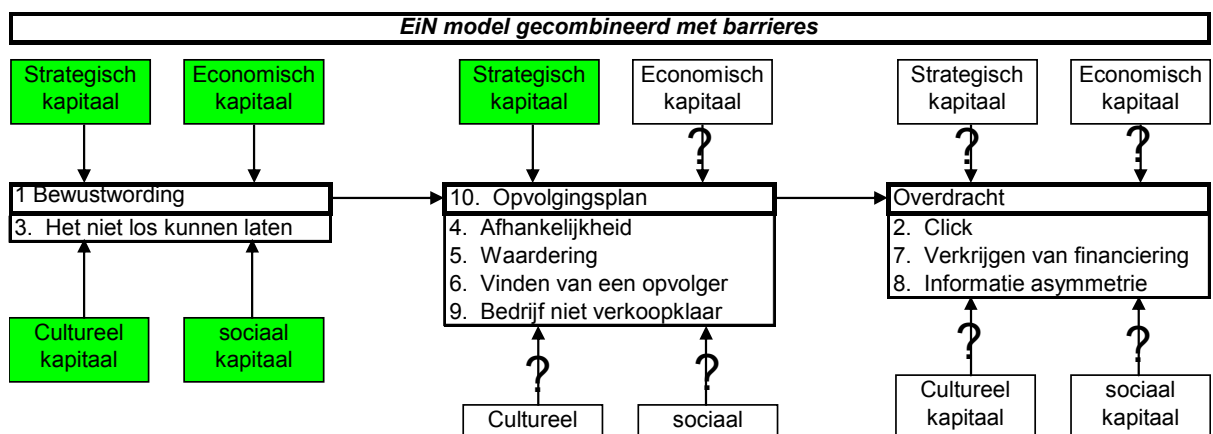 EiN model gecombineerd met barrieres
Strategisch
kapitaal
Economisch
kapitaal
Strategisch
kapitaal
Economisch
kapitaal
Strategisch
kapitaal
Economisch
kapitaal
?
?
?
1 Bewustwording
3. Het niet los kunnen laten
10. Opvolgingsplan
4. Afhankelijkheid
5. Waardering
6. Vinden van een opvolger
9. Bedrijf niet verkoopklaar
Overdracht
2. Click
7. Verkrijgen van financiering
8. Informatie asymmetrie
?
?
?
?
Cultureel
kapitaal
sociaal
kapitaal
Cultureel
sociaal
Cultureel
kapitaal
sociaal
kapitaal